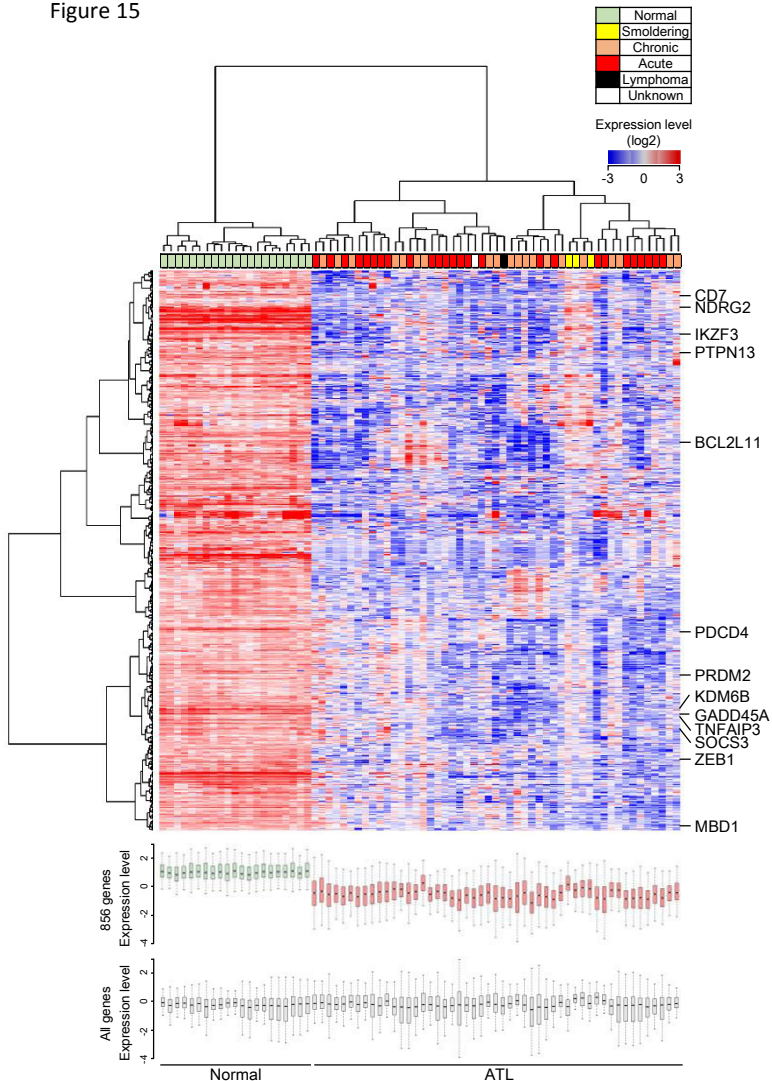 Figure 15
Normal
Smoldering
Chronic
Acute
Lymphoma
Unknown
Expression level
(log2)
-3 0 3
CD7
NDRG2
IKZF3
PTPN13
BCL2L11
PDCD4
PRDM2
KDM6B
GADD45A
TNFAIP3
SOCS3
ZEB1
MBD1
856 genes
Expression level
2
0
-2
-4
All genes
Expression level
2
0
-2
-4
Normal ATL